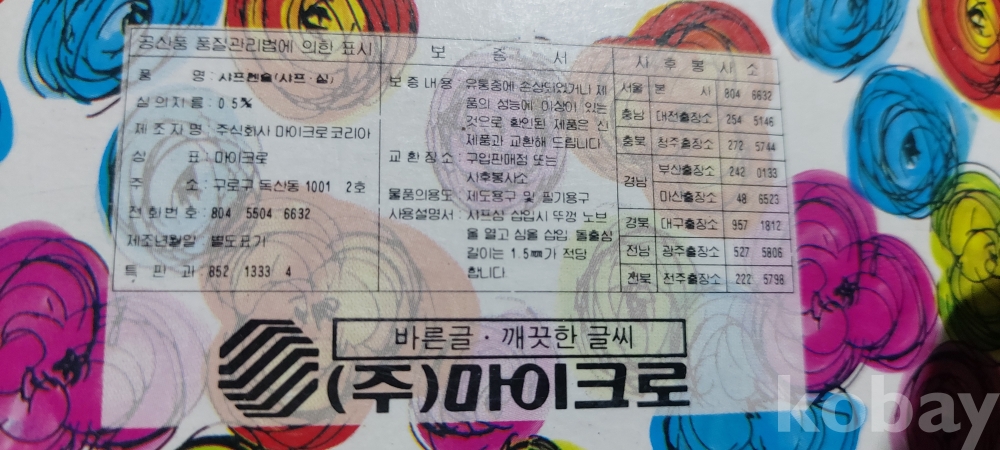 공산품 품질관리법에 의한 표시
품 명 : 샤프펜슬(샤프·심)
심의지름 : 0 5%
제조자명 : 주식회사 마이크로코리아
상 표 : 마이크로
주 소 : 구로구 독산동 1001 2호
전화번호 : 804 5504 6632
제조년월일 : 별도표기
특판과 852 1333 4
보 증 서
보증내용 : 유통중에 손상되었거나 제
품의 성능에 이상이 있는
것으로 확인된 제품은 신
제품과 교환해 드립니다
교환장소 : 구입판매점 또는
사후봉사소
물품의용도 : 제도용구 및 필기용구
사용설명서 : 샤프심 삽입시 뚜껑 노브
을 열고 심을 삽입 돌출심
길이는 1.5㎜가 적당
합니다.
사 후 봉 사 소
서울 본 사 804 6632
충남 대전출장소 254 5146
충북 청주출장소 272 5744
경남 부산출장소 242 0133
마산출장소 48 6523
경북 대구출장소 957 1812
전남 광주출장소 527 5806
전북 전주출장소 222 5798
바른글 · 깨끗한 글씨
(주)마이크로
kobay